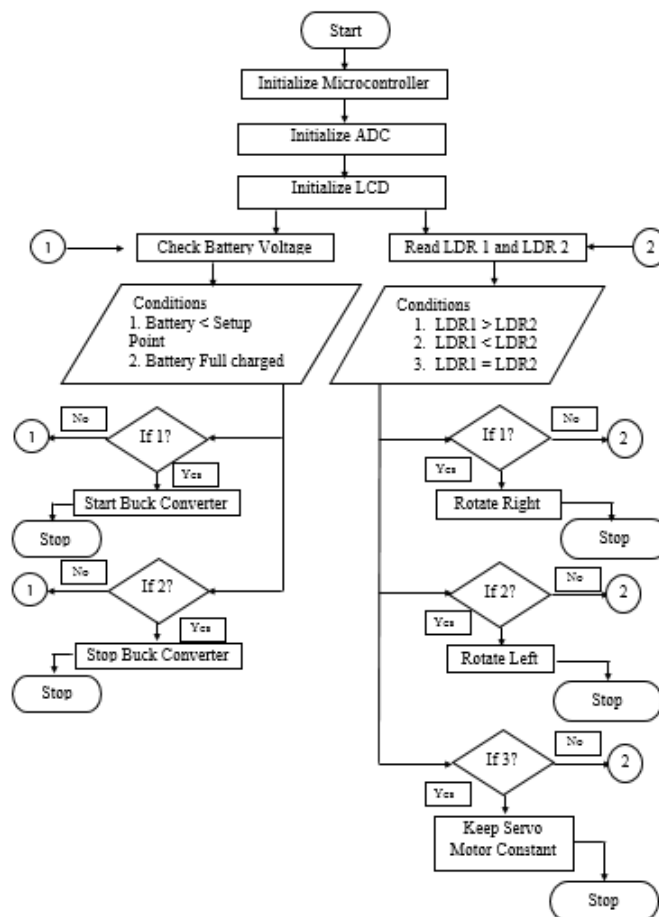 Start
Initialize Microcontroller
Initialize ADC
Initialize LCD
1
Check Battery Voltage
Read LDR 1 and LDR 2
2
Conditions
1. Battery < Setup
Point
2. Battery Full charged
Conditions
1. LDR1 > LDR2
2. LDR1 < LDR2
3. LDR1 = LDR2
1
No
If 1?
Yes
Start Buck Converter
Stop
1
No
If 2?
Yes
Stop Buck Converter
Stop
If 1?
No
2
Yes
Rotate Right
Stop
If 2?
No
2
Yes
Rotate Left
Stop
If 3?
No
2
Yes
Keep Servo
Motor Constant
Stop